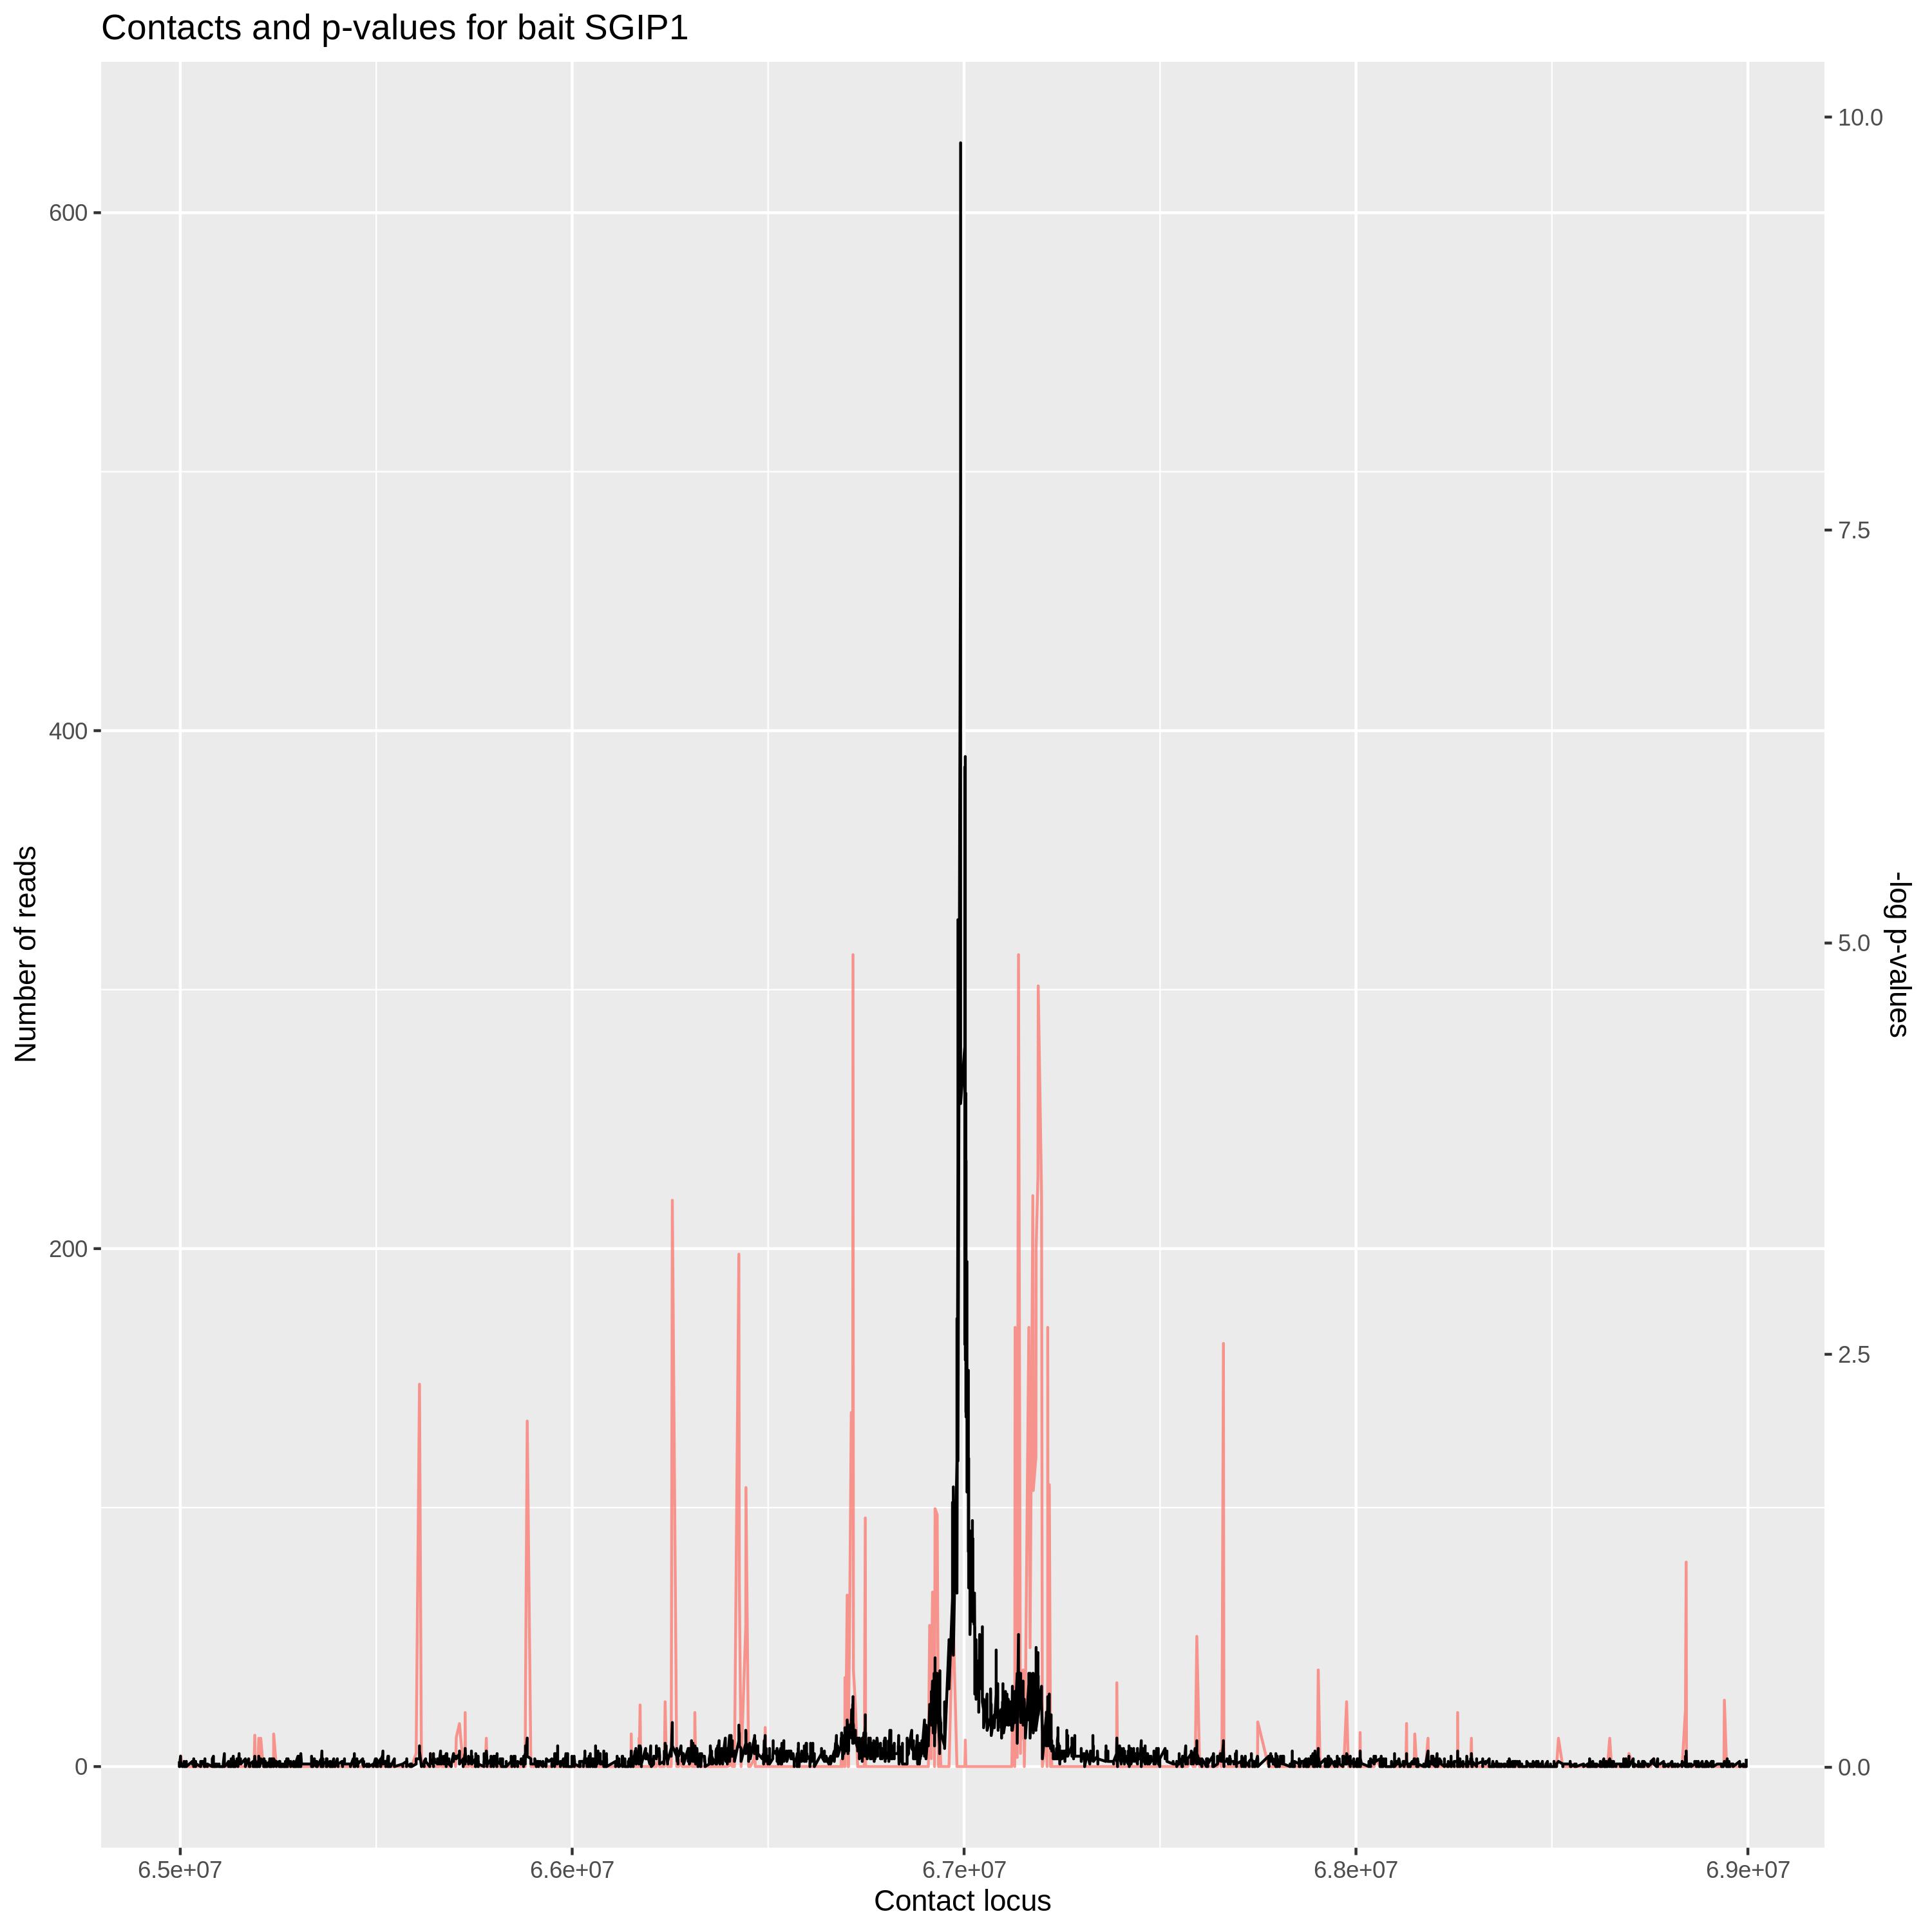 Contacts and p-values for bait SGIP1
10.0
600
7.5
400
5.0
Number of reads
-log p-values
200
2.5
0
0.0
6.5e+07 6.6e+07 6.7e+07 6.8e+07 6.9e+07
Contact locus